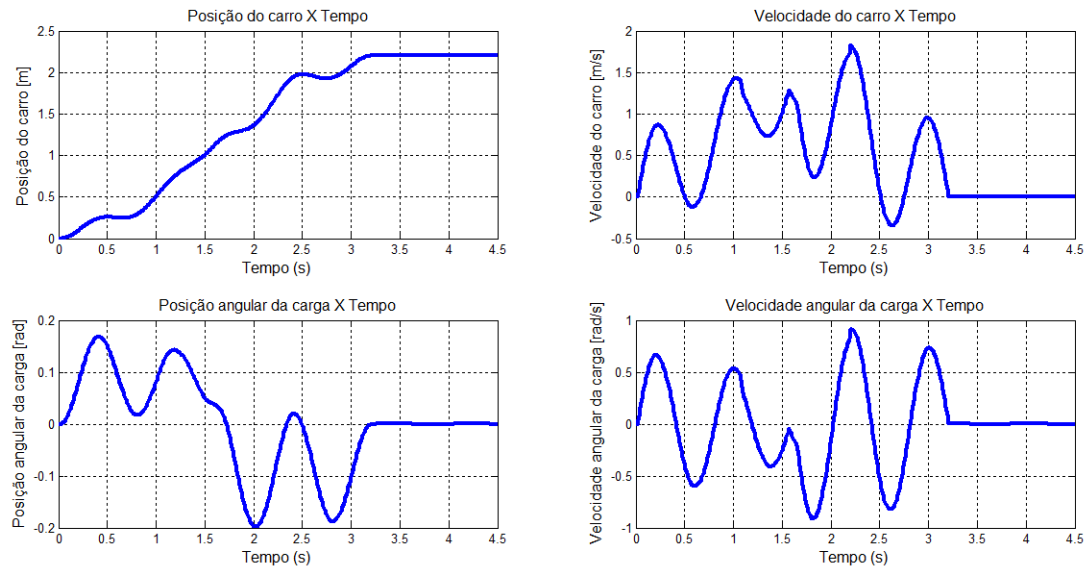 Posição do carro X Tempo
Posição do carro [m]
2.5
2
1.5
1
0.5
0
0 0.5 1 1.5 2 2.5 3 3.5 4 4.5
Tempo (s)
Velocidade do carro X Tempo
Velocidade do carro [m/s]
2
1.5
1
0.5
0
-0.5
0 0.5 1 1.5 2 2.5 3 3.5 4 4.5
Tempo (s)
Posição angular da carga X Tempo
Posição angular da carga [rad]
0.2
0.1
0
-0.1
-0.2
0 0.5 1 1.5 2 2.5 3 3.5 4 4.5
Tempo (s)
Velocidade angular da carga X Tempo
Velocidade angular da carga [rad/s]
1
0.5
0
-0.5
-1
0 0.5 1 1.5 2 2.5 3 3.5 4 4.5
Tempo (s)